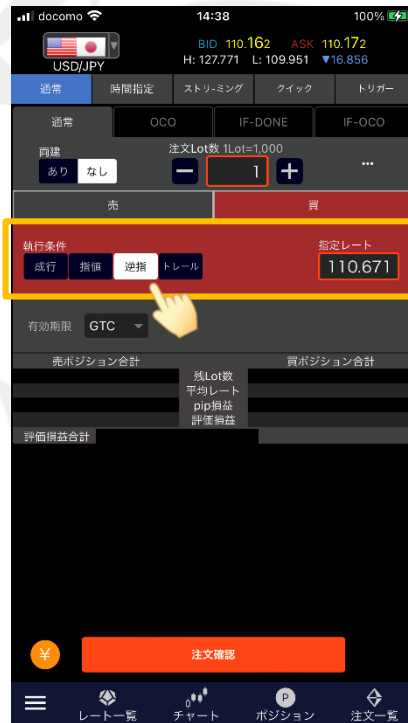 docomo 14:38 100%
BID 110.162 ASK 110.172
USD/JPY H: 127.771 L: 109.951 ▼16.856
通常 時間指定 ストリーミング クイック トリガー
通常 OCO IF-DONE IF-OCO
両建 注文Lot数 1Lot=1,000
あり なし 1 ...
売 買
執行条件 指定レート
成行 指値 逆指 トレール 110.671
有効期限 GTC
売ポジション合計 買ポジション合計
残Lot数
平均レート
pip損益
評価損益
評価損益合計
¥ 注文確認
P
レート一覧 チャート ポジション 注文一覧